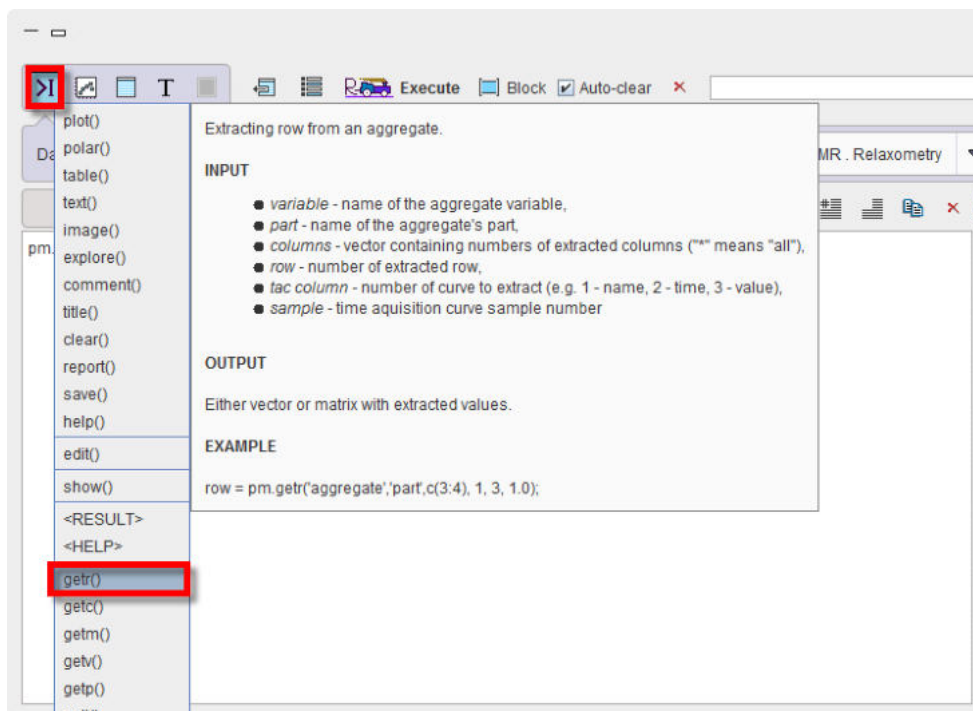 >I T R Execute Block Auto-clear
plot()
polar()
table()
text()
image()
explore()
comment()
title()
clear()
report()
save()
help()
edit()
show()
<RESULT>
<HELP>
getr()
getc()
getm()
getv()
getp()
Da
pm.
Extracting row from an aggregate.
INPUT
variable - name of the aggregate variable,
part - name of the aggregate's part,
columns - vector containing numbers of extracted columns ("*" means "all"),
row - number of extracted row,
tac column - number of curve to extract (e.g. 1 - name, 2 - time, 3 - value),
sample - time aquisition curve sample number
OUTPUT
Either vector or matrix with extracted values.
EXAMPLE
row = pm.getr('aggregate','part',c(3:4), 1, 3, 1.0);
MR . Relaxometry